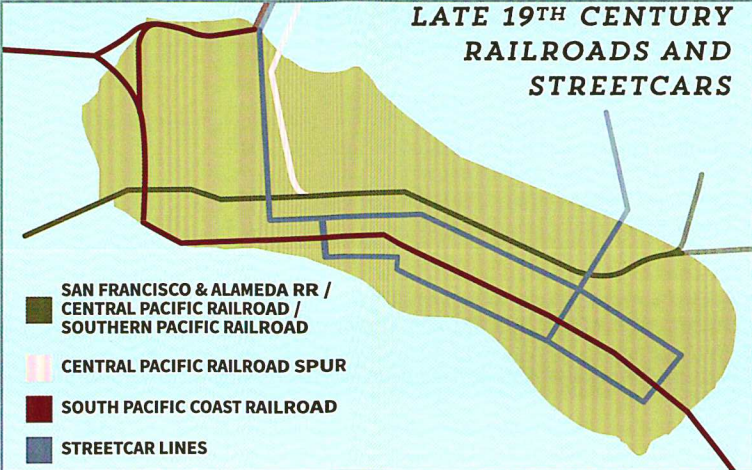 LATE 19TH CENTURY
RAILROADS AND
STREETCARS
SAN FRANCISCO & ALAMEDA RR /
CENTRAL PACIFIC RAILROAD /
SOUTHERN PACIFIC RAILROAD
CENTRAL PACIFIC RAILROAD SPUR
SOUTH PACIFIC COAST RAILROAD
STREETCAR LINES